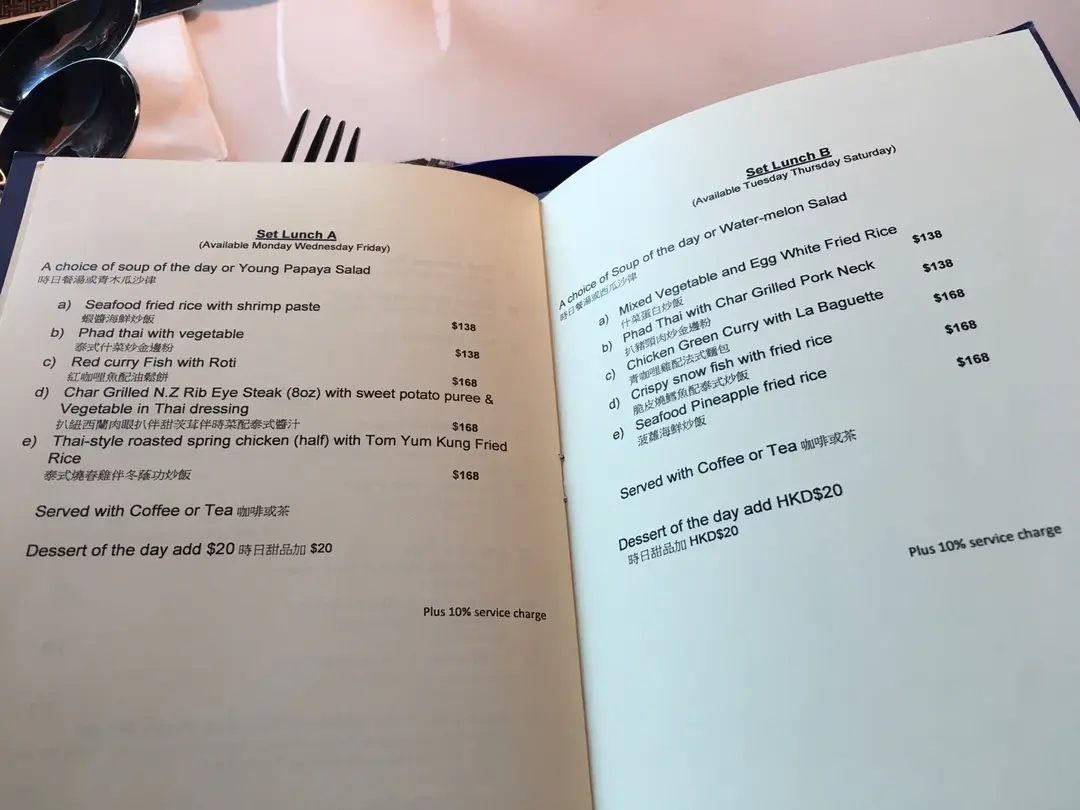 Set Lunch A
(Available Monday Wednesday Friday)
A choice of soup of the day or Young Papaya Salad
時日餐湯或青木瓜沙律
a) Seafood fried rice with shrimp paste
蝦醬海鮮炒飯
$138
b) Phad thai with vegetable
泰式什菜炒金邊粉
$138
c) Red curry Fish with Roti
紅咖喱魚配油鬆餅
$168
d) Char Grilled N.Z Rib Eye Steak (8oz) with sweet potato puree &
Vegetable in Thai dressing
扒紐西蘭肉眼扒伴甜茨茸伴時菜配泰式醬汁
$168
e) Thai-style roasted spring chicken (half) with Tom Yum Kung Fried
Rice
泰式燒春雞伴冬蔭功炒飯
$168
Served with Coffee or Tea 咖啡或茶
Dessert of the day add $20 時日甜品加 $20
Plus 10% service charge
Set Lunch B
(Available Tuesday Thursday Saturday)
A choice of Soup of the day or Water-melon Salad
時日餐湯或西瓜沙律
a) Mixed Vegetable and Egg White Fried Rice
什菜蛋白炒飯
$138
b) Phad Thai with Char Grilled Pork Neck
扒豬頸肉炒金邊粉
$138
c) Chicken Green Curry with La Baguette
青咖喱雞配法式麵包
$168
d) Crispy snow fish with fried rice
脆皮燒鱈魚配泰式炒飯
$168
e) Seafood Pineapple fried rice
菠蘿海鮮炒飯
$168
Served with Coffee or Tea 咖啡或茶
Dessert of the day add HKD$20
時日甜品加 HKD$20
Plus 10% service charge